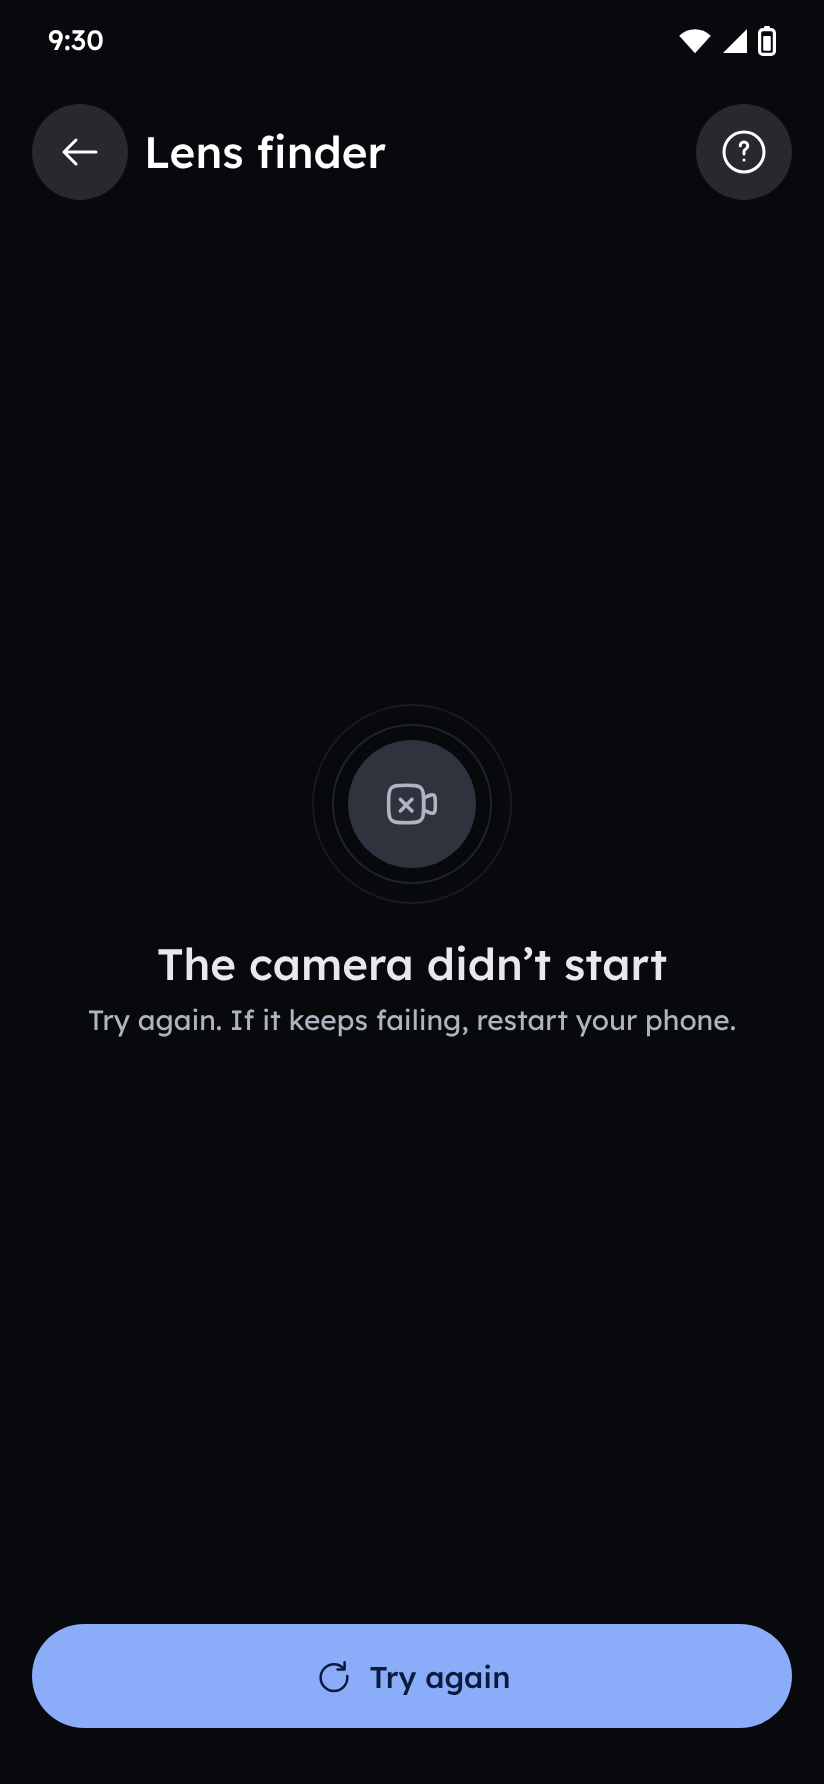 9:30
Lens finder
The camera didn’t start
Try again. If it keeps failing, restart your phone.
Try again